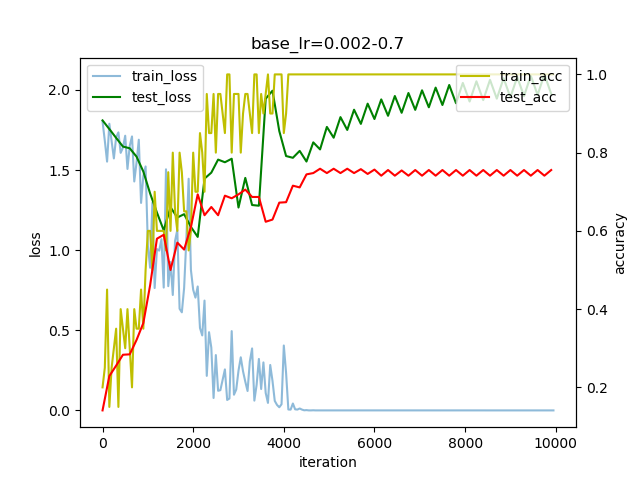 base_lr=0.002-0.7
train_loss
test_loss
train_acc
test_acc
2.0
1.5
1.0
0.5
0.0
loss
1.0
0.8
0.6
0.4
0.2
accuracy
0 2000 4000 6000 8000 10000
iteration